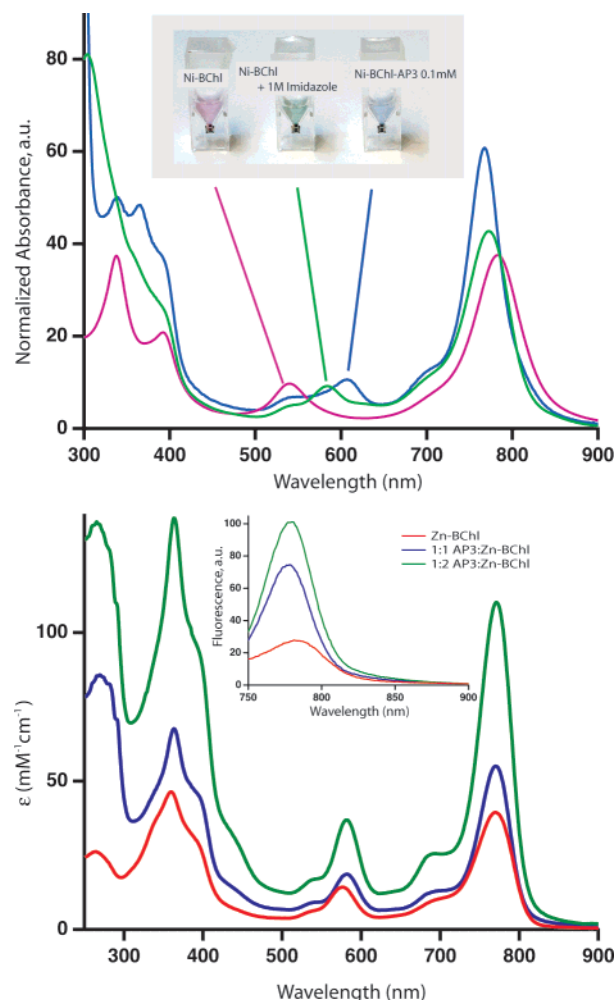 80
60
40
20
0
Normalized Absorbance, a.u.
Ni-BChl
Ni-BChl
+ 1M Imidazole
Ni-BChl-AP3 0.1mM
300 400 500 600 700 800 900
Wavelength (nm)
100
50
0
ε (mM⁻¹cm⁻¹)
100
80
60
40
20
0
Fluorescence, a.u.
750 800 850 900
Wavelength (nm)
Zn-BChl
1:1 AP3:Zn-BChl
1:2 AP3:Zn-BChl
300 400 500 600 700 800 900
Wavelength (nm)